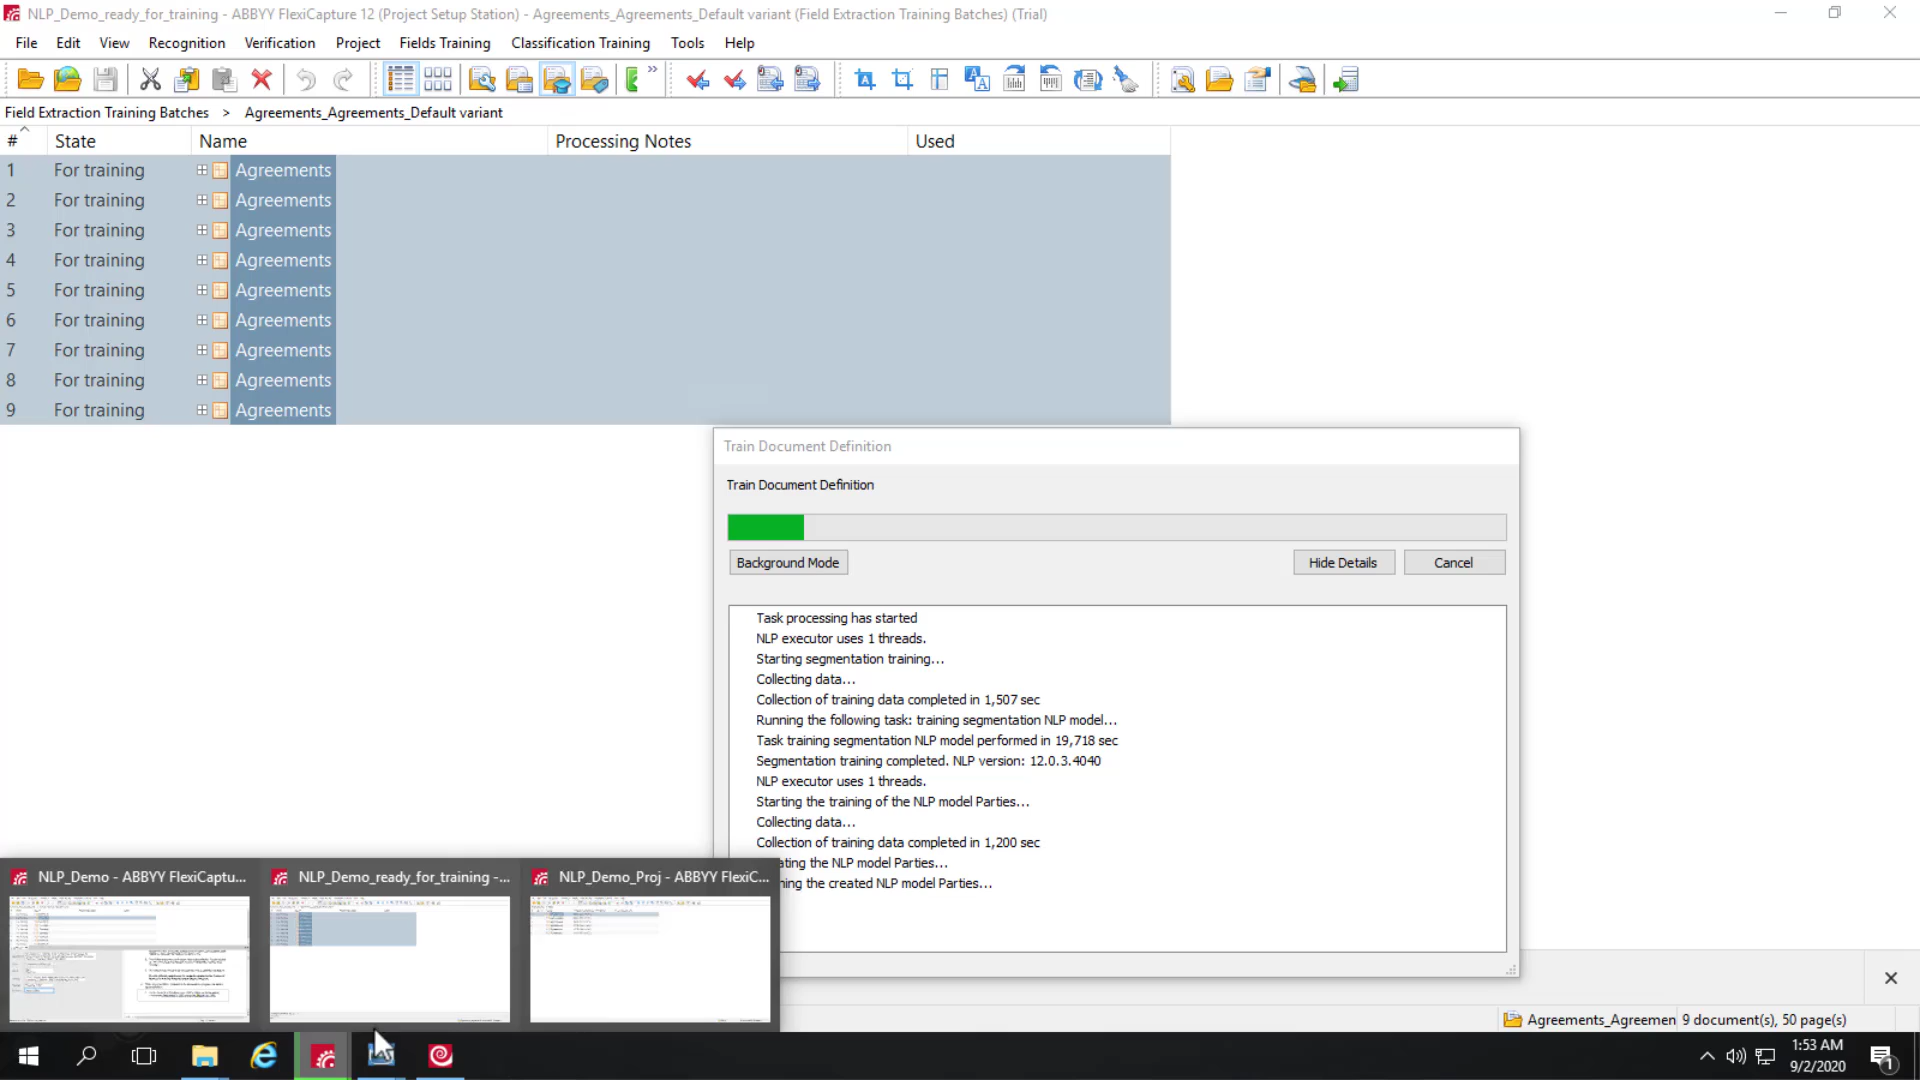 NLP_Demo_ready_for_training - ABBYY FlexiCapture 12 (Project Setup Station) - Agreements_Agreements_Default variant (Field Extraction Training Batches) (Trial)
File Edit View Recognition Verification Project Fields Training Classification Training Tools Help
Field Extraction Training Batches > Agreements_Agreements_Default variant
# State Name Processing Notes Used
1 For training Agreements
2 For training Agreements
3 For training Agreements
4 For training Agreements
5 For training Agreements
6 For training Agreements
7 For training Agreements
8 For training Agreements
9 For training Agreements
Train Document Definition
Train Document Definition
Background Mode Hide Details Cancel
Task processing has started
NLP executor uses 1 threads.
Starting segmentation training...
Collecting data...
Collection of training data completed in 1,507 sec
Running the following task: training segmentation NLP model...
Task training segmentation NLP model performed in 19,718 sec
Segmentation training completed. NLP version: 12.0.3.4040
NLP executor uses 1 threads.
Starting the training of the NLP model Parties...
Collecting data...
Collection of training data completed in 1,200 sec
ating the NLP model Parties...
ning the created NLP model Parties...
NLP_Demo - ABBYY FlexiCaptu... NLP_Demo_ready_for_training -... NLP_Demo_Proj - ABBYY FlexiC...
Agreements_Agreemen 9 document(s), 50 page(s)
1:53 AM
9/2/2020
1